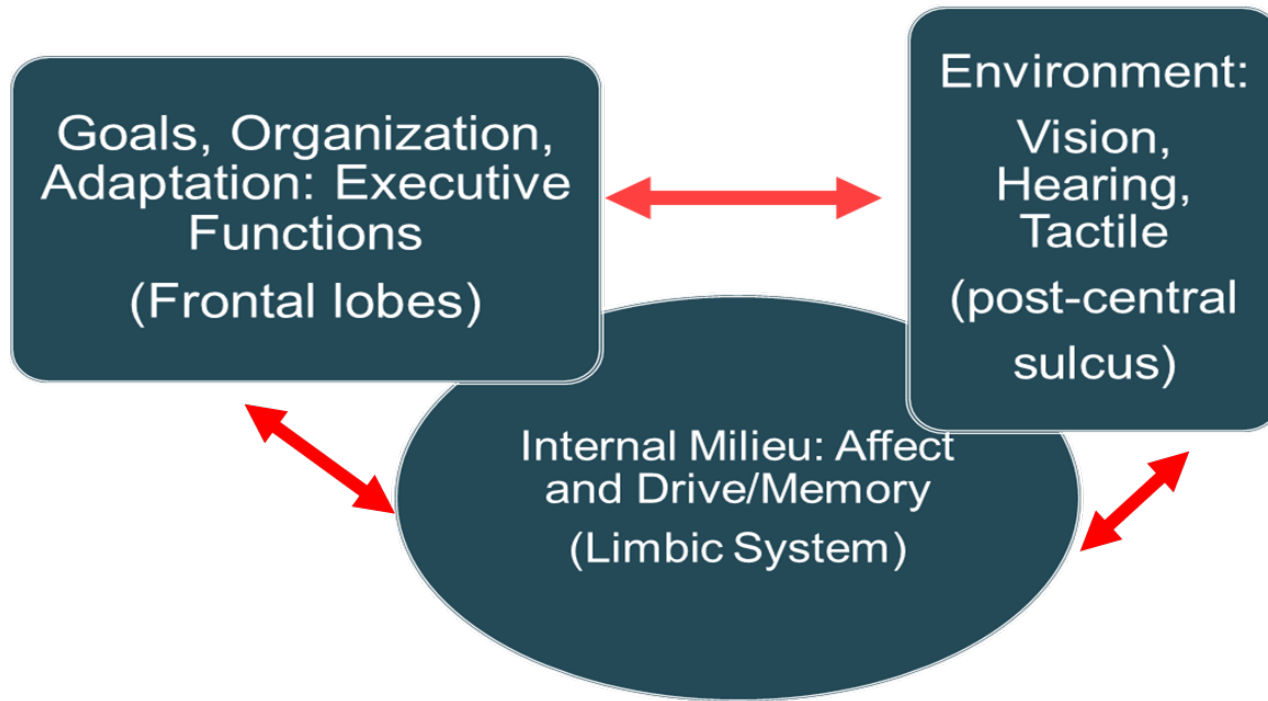 Goals, Organization,
Adaptation: Executive
Functions
(Frontal lobes)
Environment:
Vision,
Hearing,
Tactile
(post-central
sulcus)
Internal Milieu: Affect
and Drive/Memory
(Limbic System)